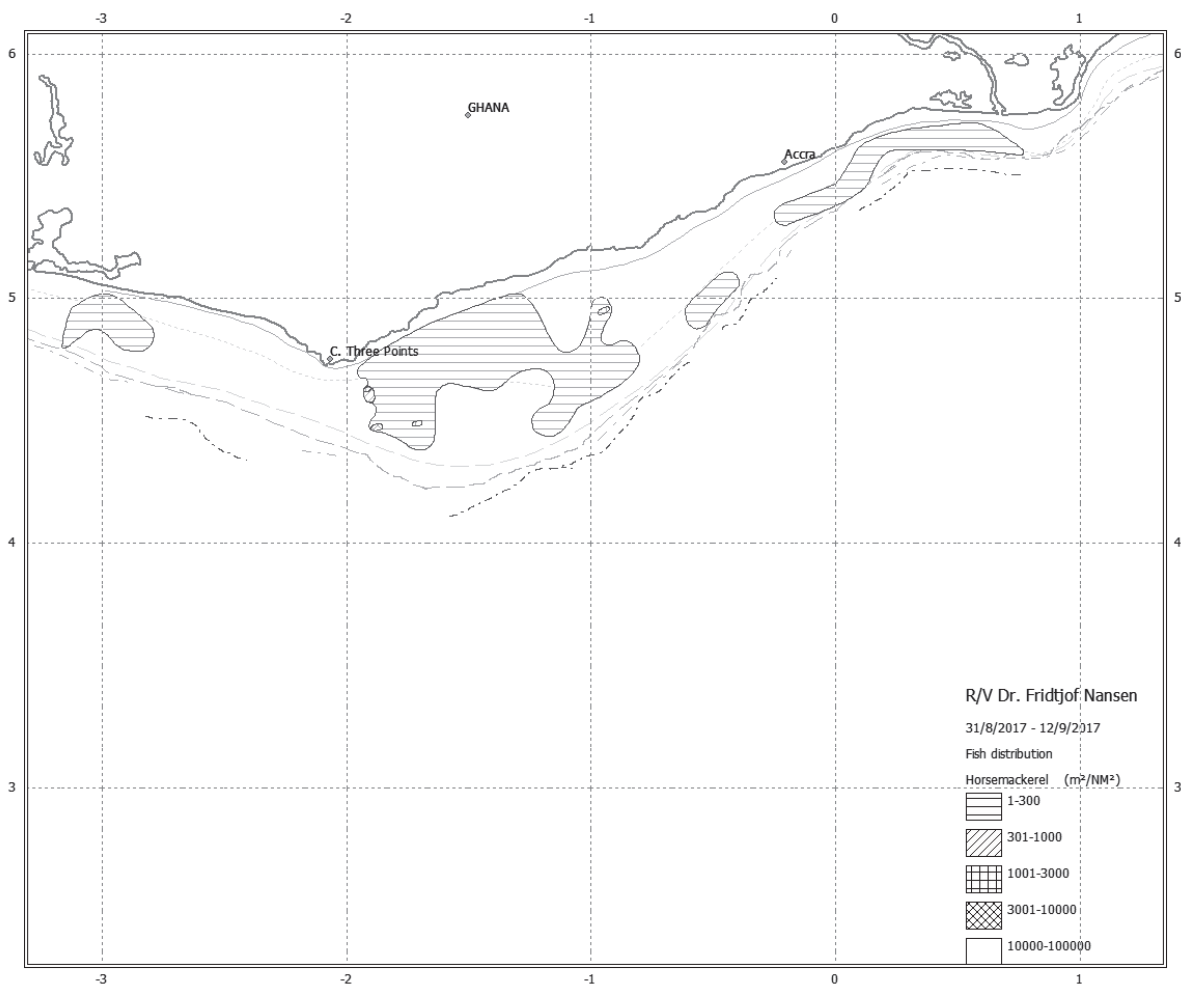 -3 -2 -1 0 1
6 6
GHANA
Accra
5 5
C. Three Points
4 4
R/V Dr. Fridtjof Nansen
31/8/2017 - 12/9/2017
Fish distribution
Horsemackerel (m²/NM²)
3 3
1-300
301-1000
1001-3000
3001-10000
10000-100000
-3 -2 -1 0 1